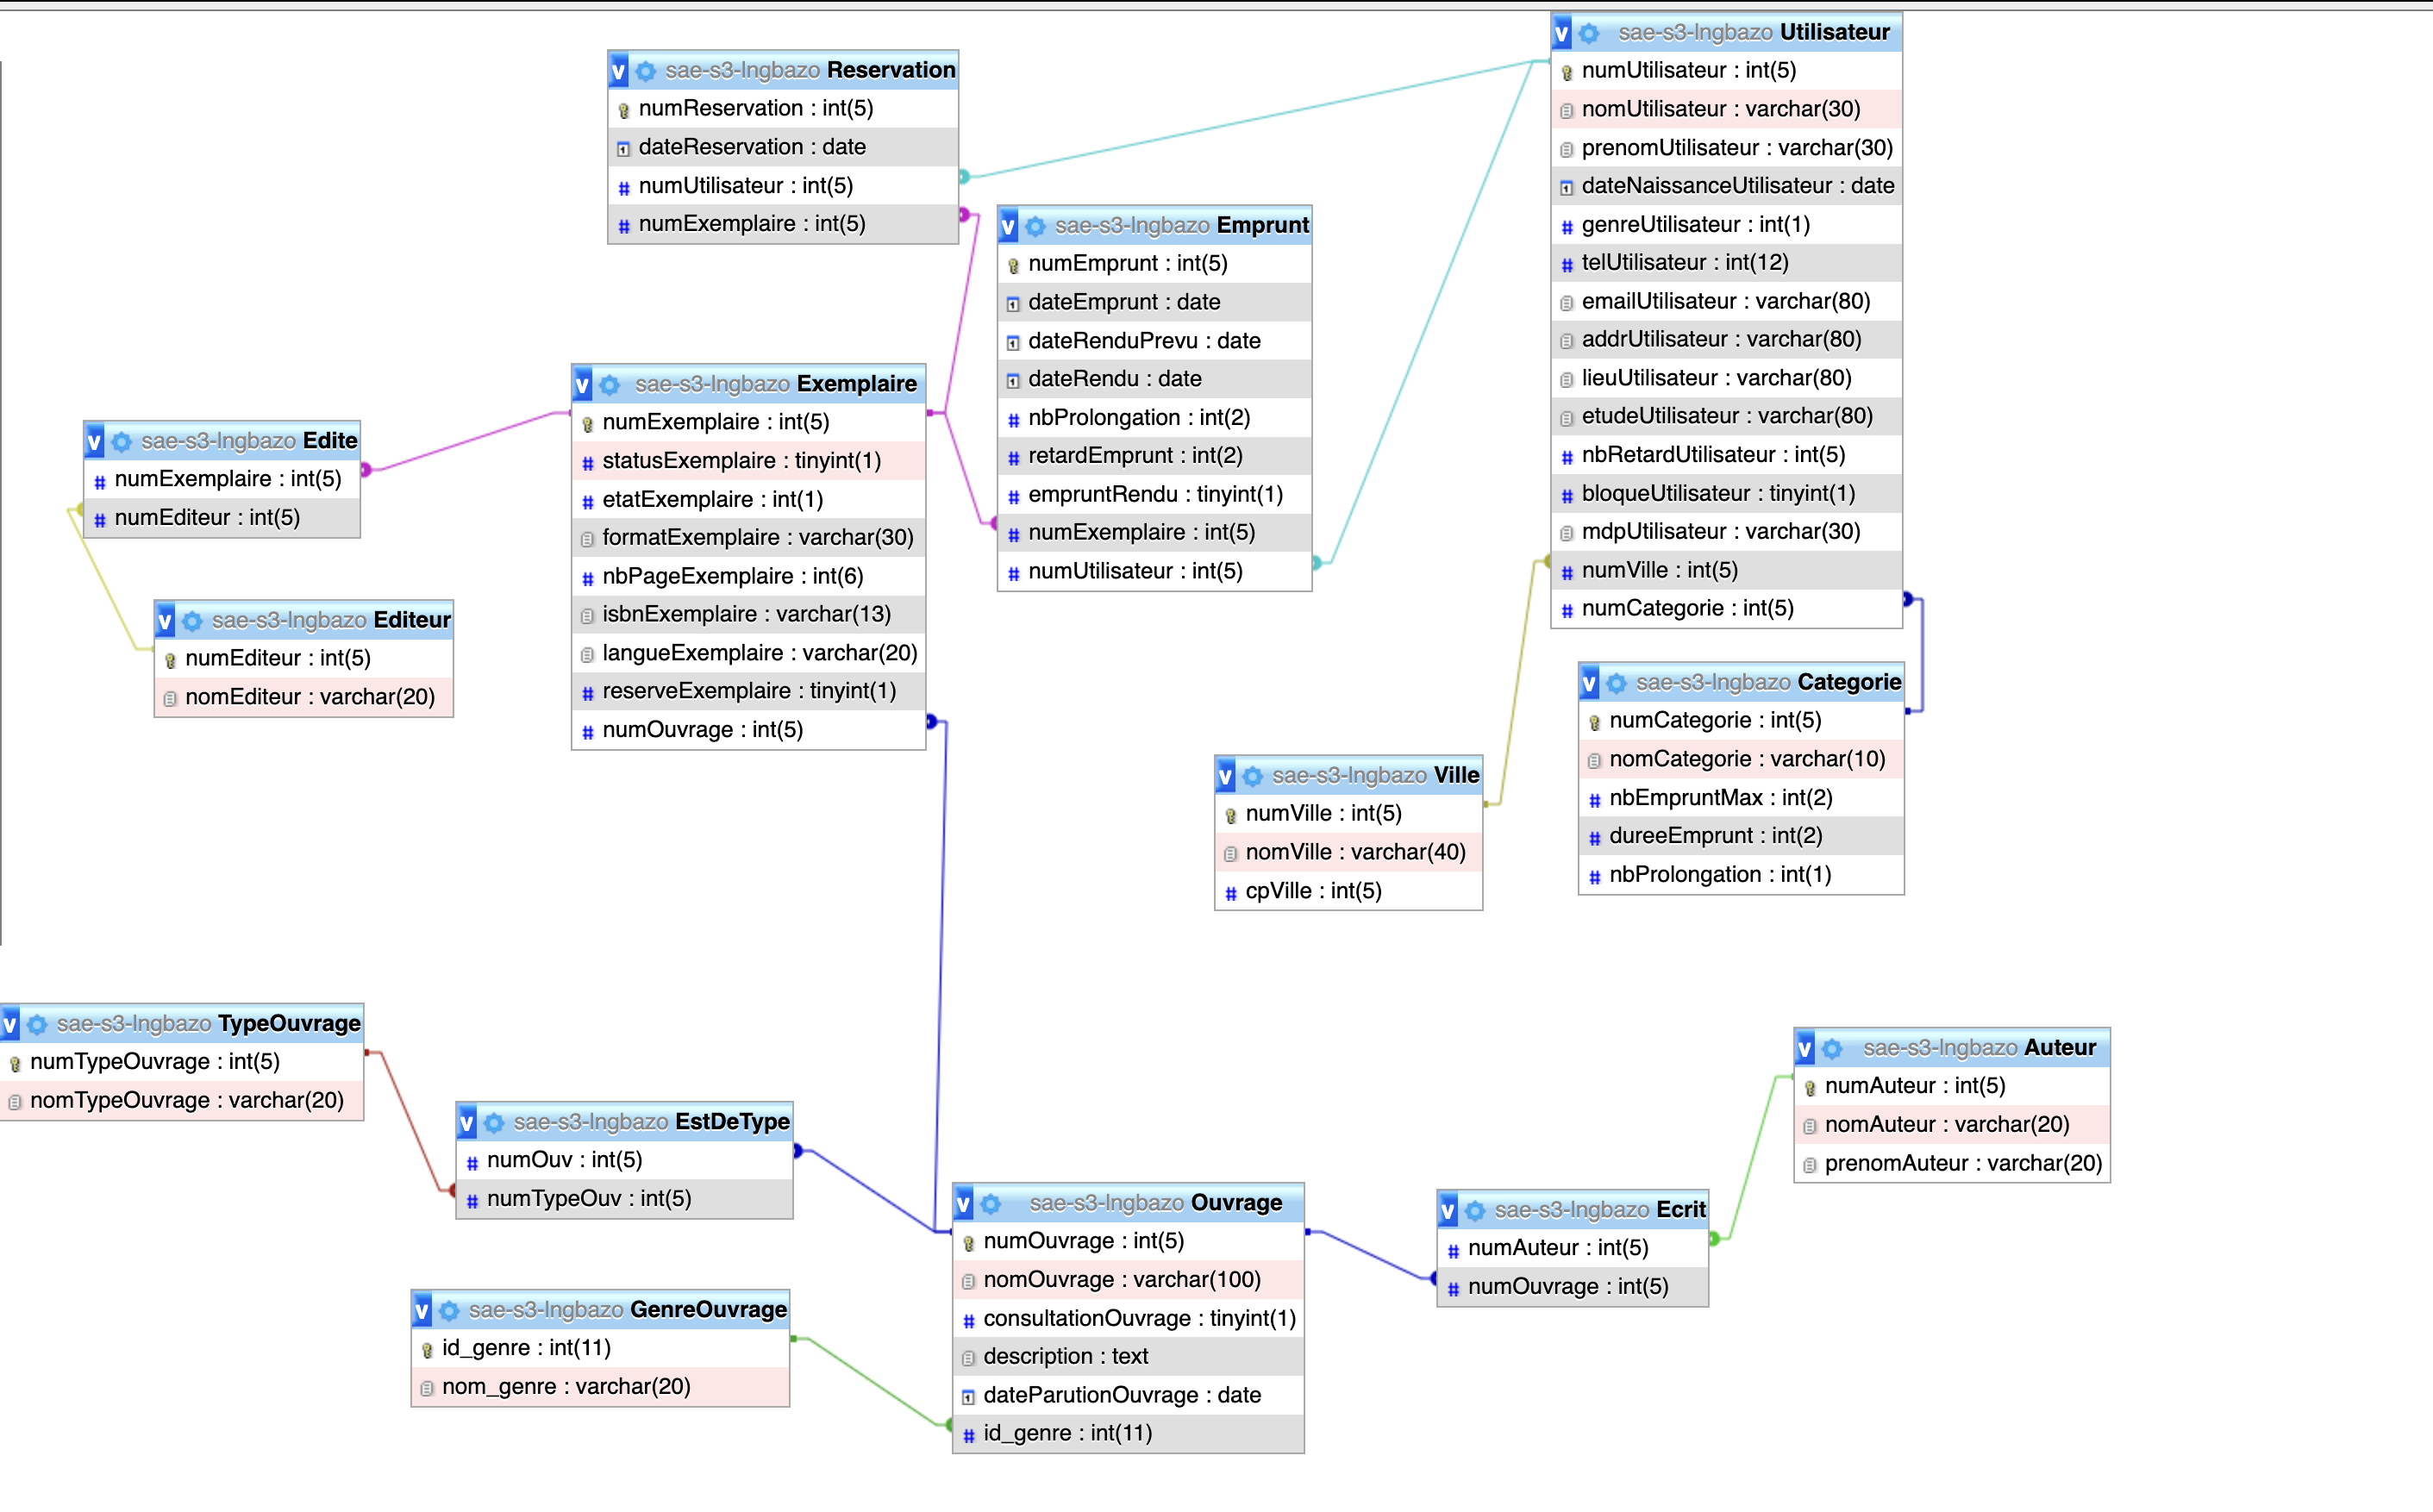 sae-s3-lngbazo Reservation
numReservation : int(5)
dateReservation : date
numUtilisateur : int(5)
numExemplaire : int(5)
sae-s3-lngbazo Utilisateur
numUtilisateur : int(5)
nomUtilisateur : varchar(30)
prenomUtilisateur : varchar(30)
dateNaissanceUtilisateur : date
genreUtilisateur : int(1)
telUtilisateur : int(12)
emailUtilisateur : varchar(80)
addrUtilisateur : varchar(80)
lieuUtilisateur : varchar(80)
etudeUtilisateur : varchar(80)
nbRetardUtilisateur : int(5)
bloqueUtilisateur : tinyint(1)
mdpUtilisateur : varchar(30)
numVille : int(5)
numCategorie : int(5)
sae-s3-lngbazo Emprunt
numEmprunt : int(5)
dateEmprunt : date
dateRenduPrevu : date
dateRendu : date
nbProlongation : int(2)
retardEmprunt : int(2)
empruntRendu : tinyint(1)
numExemplaire : int(5)
numUtilisateur : int(5)
sae-s3-lngbazo Exemplaire
numExemplaire : int(5)
statusExemplaire : tinyint(1)
etatExemplaire : int(1)
formatExemplaire : varchar(30)
nbPageExemplaire : int(6)
isbnExemplaire : varchar(13)
langueExemplaire : varchar(20)
reserveExemplaire : tinyint(1)
numOuvrage : int(5)
sae-s3-lngbazo Edite
numExemplaire : int(5)
numEditeur : int(5)
sae-s3-lngbazo Editeur
numEditeur : int(5)
nomEditeur : varchar(20)
sae-s3-lngbazo Categorie
numCategorie : int(5)
nomCategorie : varchar(10)
nbEmpruntMax : int(2)
dureeEmprunt : int(2)
nbProlongation : int(1)
sae-s3-lngbazo Ville
numVille : int(5)
nomVille : varchar(40)
cpVille : int(5)
sae-s3-lngbazo TypeOuvrage
numTypeOuvrage : int(5)
nomTypeOuvrage : varchar(20)
sae-s3-lngbazo EstDeType
numOuv : int(5)
numTypeOuv : int(5)
sae-s3-lngbazo GenreOuvrage
id_genre : int(11)
nom_genre : varchar(20)
sae-s3-lngbazo Ouvrage
numOuvrage : int(5)
nomOuvrage : varchar(100)
consultationOuvrage : tinyint(1)
description : text
dateParutionOuvrage : date
id_genre : int(11)
sae-s3-lngbazo Ecrit
numAuteur : int(5)
numOuvrage : int(5)
sae-s3-lngbazo Auteur
numAuteur : int(5)
nomAuteur : varchar(20)
prenomAuteur : varchar(20)